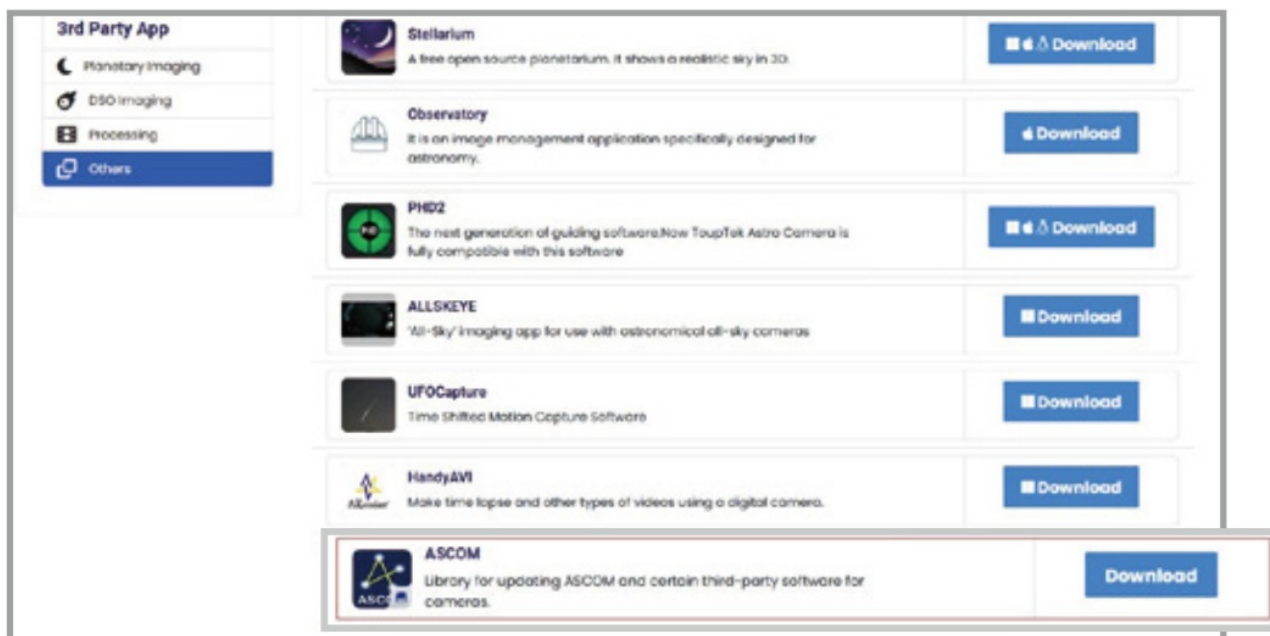 3rd Party App
Planetary Imaging
DSO Imaging
Processing
Others
Stellarium
A free open source planetarium. It shows a realistic sky in 3D.
Download
Observatory
It is an image management application specifically designed for
astronomy.
Download
PHD2
The next generation of guiding software,Now ToupTek Astro Camera is
fully compatible with this software
Download
ALLSKEYE
'All-Sky' imaging app for use with astronomical all-sky cameras
Download
UFOCapture
Time Shifted Motion Capture Software
Download
HandyAVI
Make time lapse and other types of videos using a digital camera.
Download
ASCOM
Library for updating ASCOM and certain third-party software for
cameras.
Download